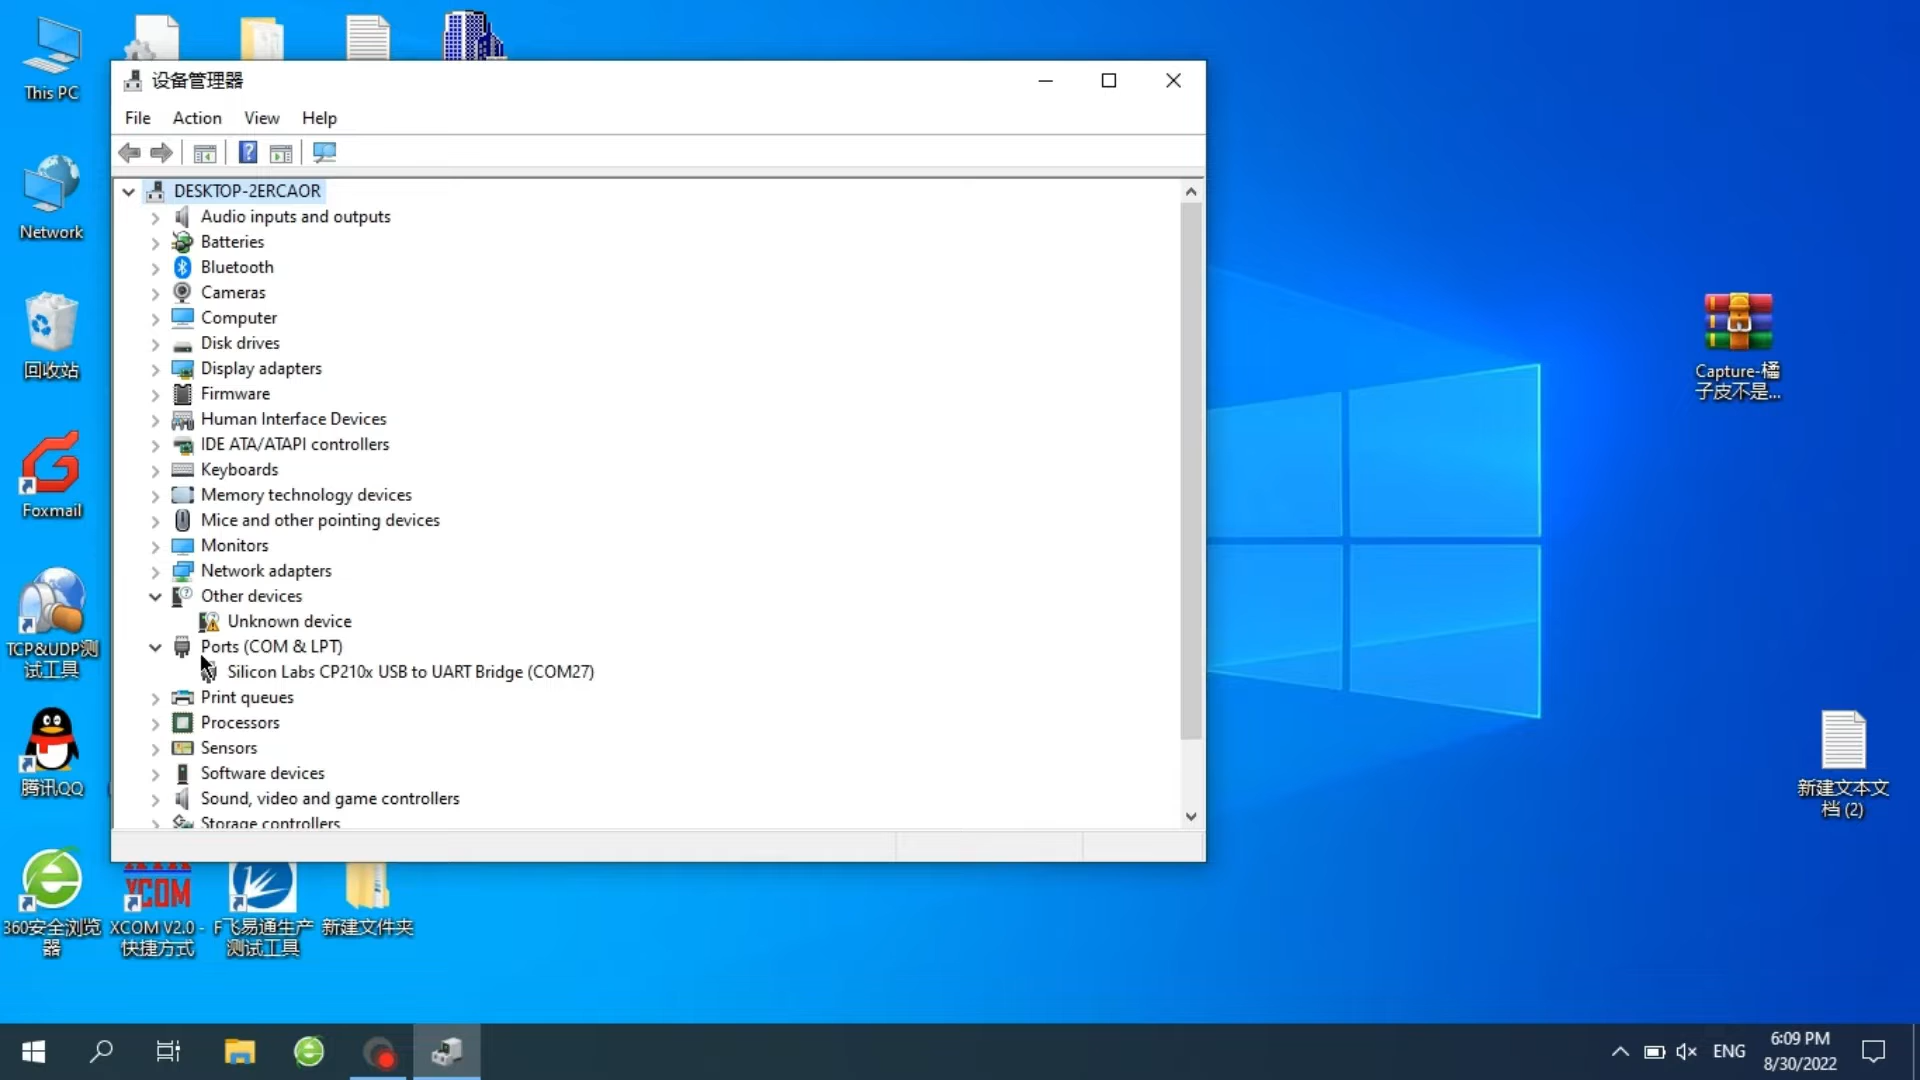 This PC
Network
回收站
Foxmail
TCP&UDP测
试工具
腾讯QQ
360安全浏览
器
XCOM V2.0 -
快捷方式
F飞易通生产
测试工具
新建文件夹
设备管理器
File
Action
View
Help
DESKTOP-2ERCAOR
Audio inputs and outputs
Batteries
Bluetooth
Cameras
Computer
Disk drives
Display adapters
Firmware
Human Interface Devices
IDE ATA/ATAPI controllers
Keyboards
Memory technology devices
Mice and other pointing devices
Monitors
Network adapters
Other devices
Unknown device
Ports (COM & LPT)
Silicon Labs CP210x USB to UART Bridge (COM27)
Print queues
Processors
Sensors
Software devices
Sound, video and game controllers
Storage controllers
Capture-橘
子皮不是...
新建文本文
档 (2)
ENG
6:09 PM
8/30/2022